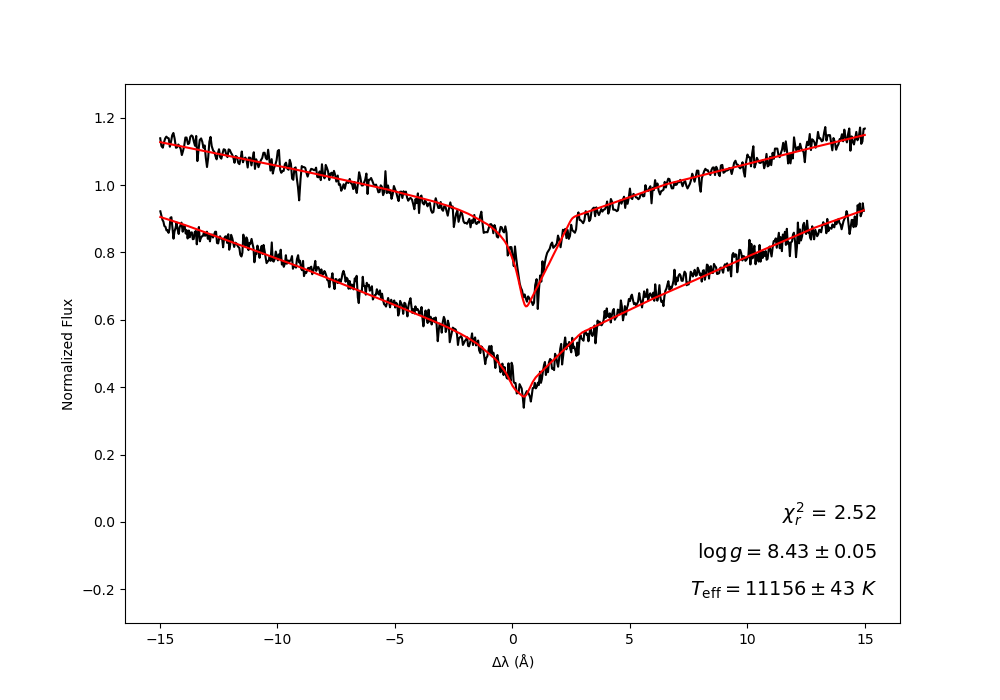 1.2
1.0
0.8
0.6
0.4
0.2
0.0
−0.2
Normalized Flux
χ²ᵣ = 2.52
log g = 8.43 ± 0.05
T_eff = 11156 ± 43 K
−15 −10 −5 0 5 10 15
Δλ (Å)